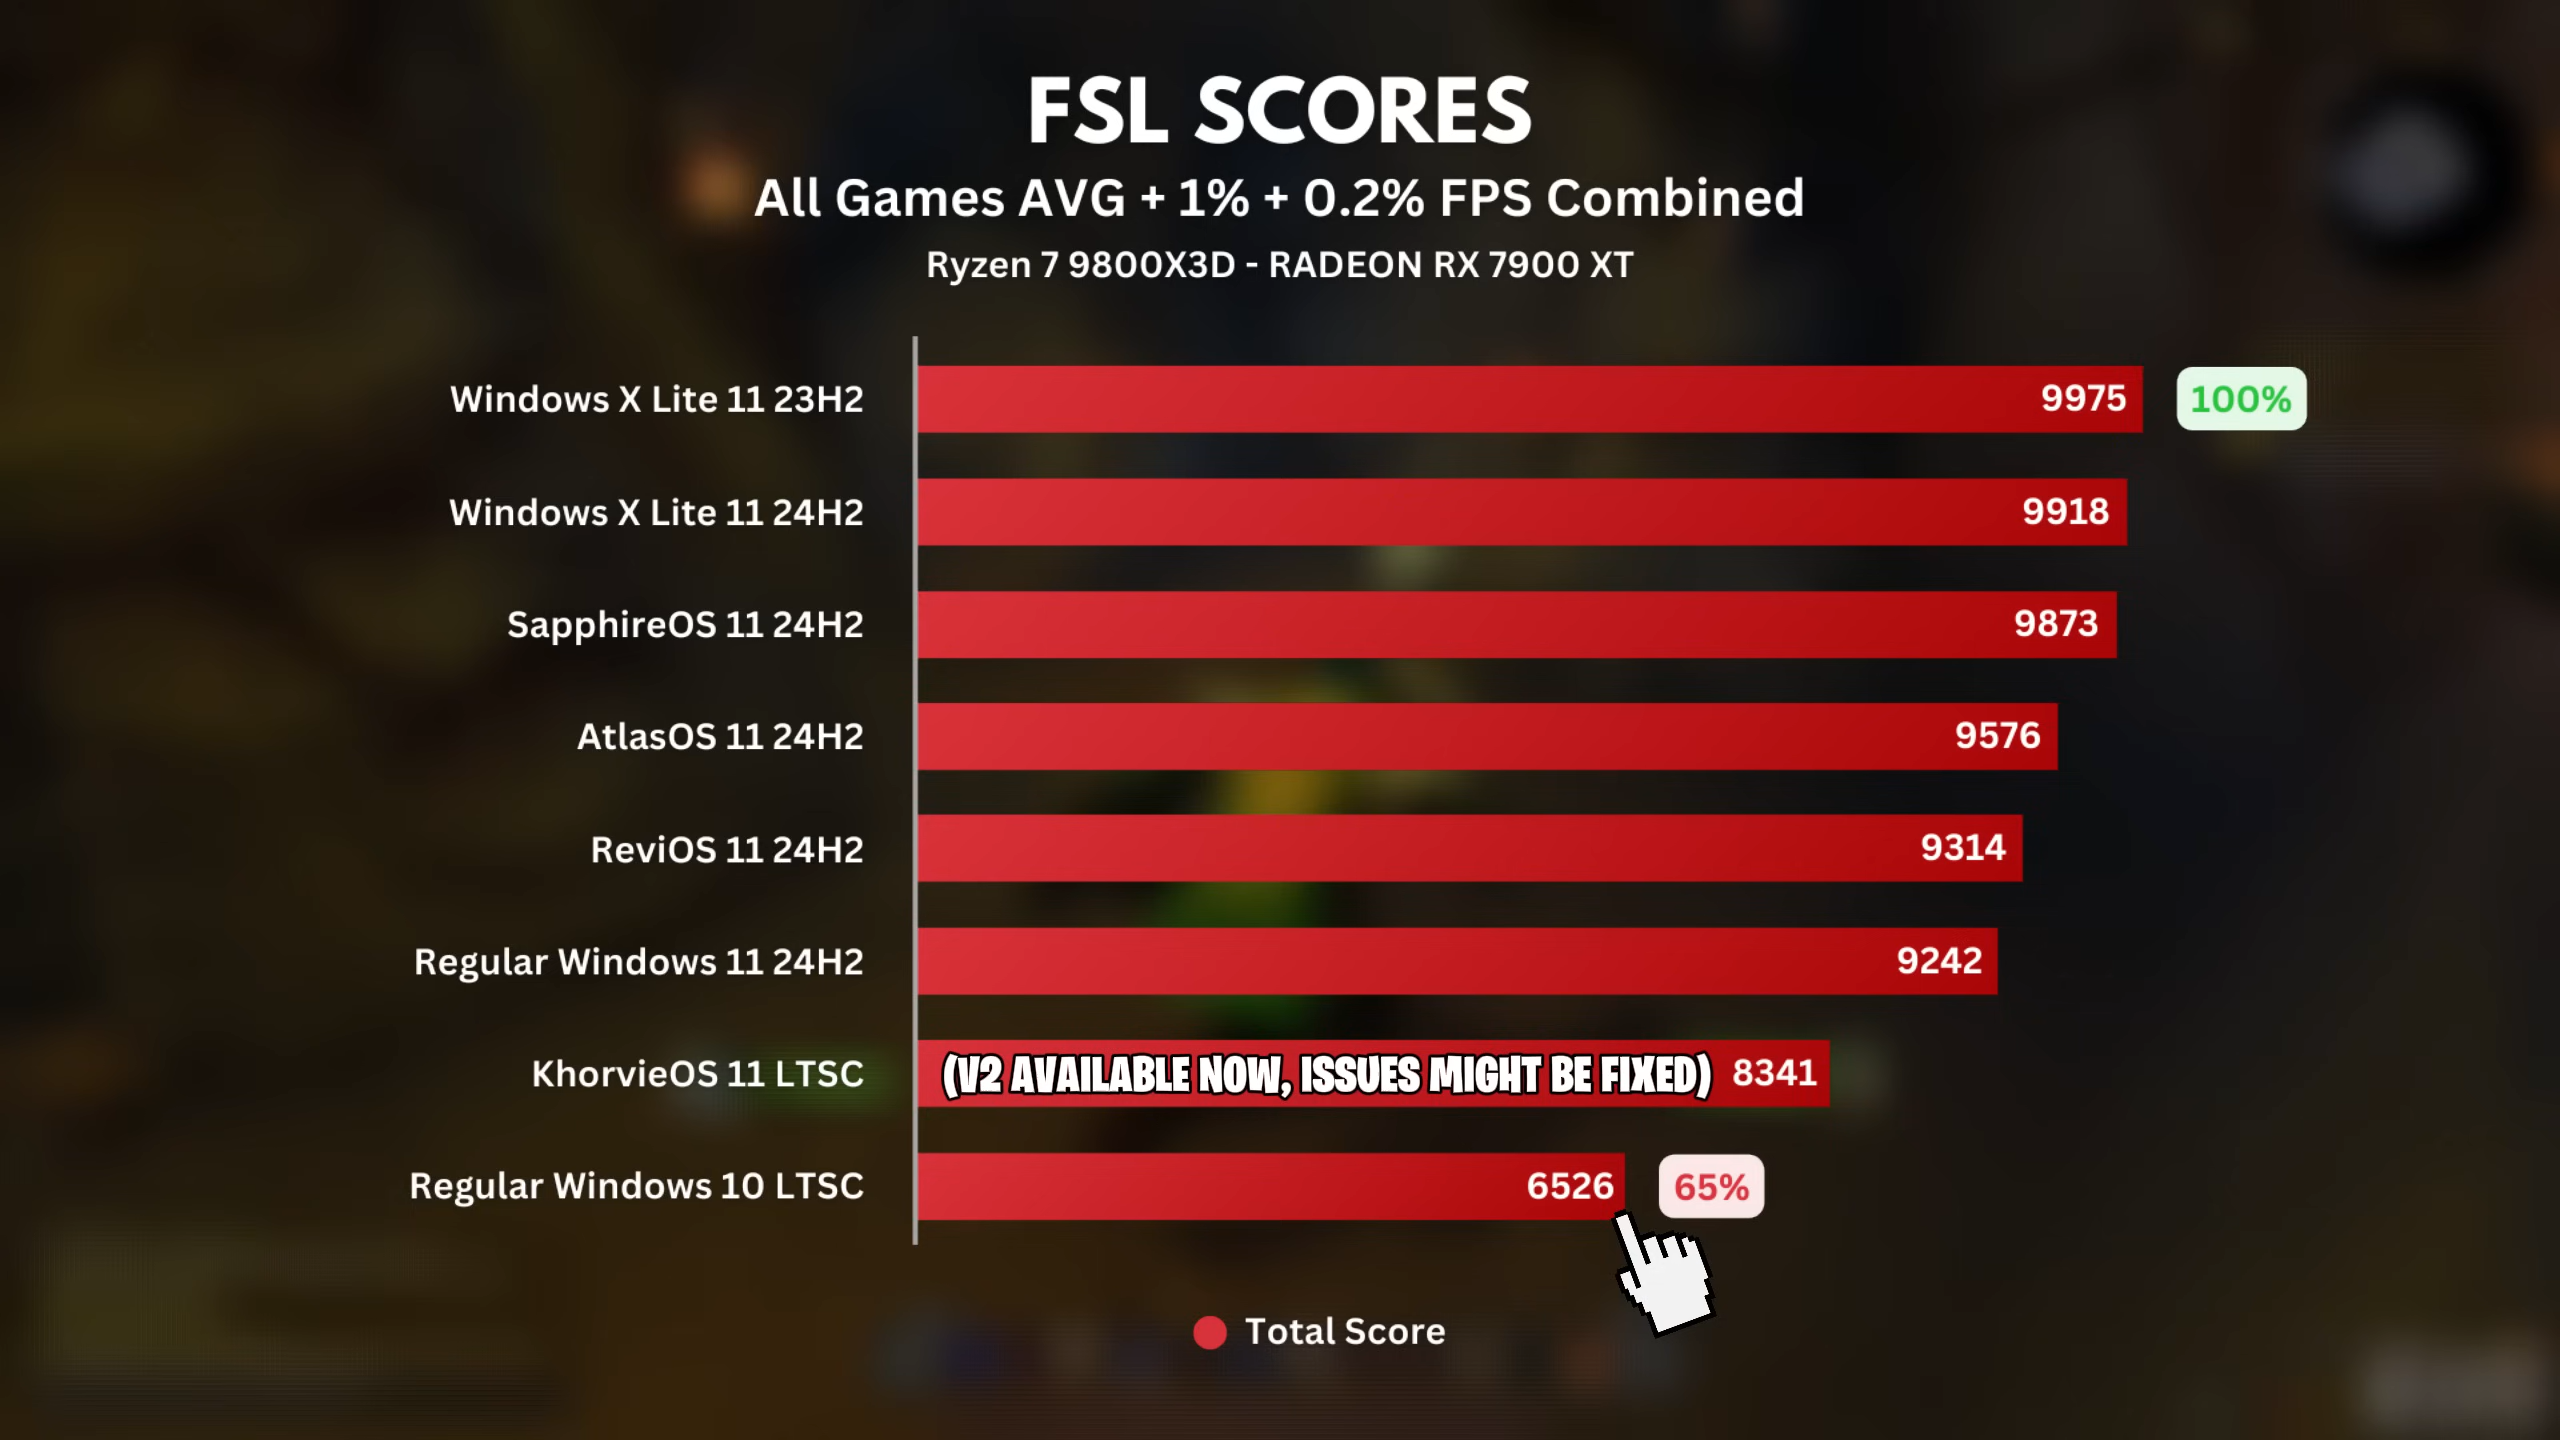 FSL SCORES
All Games AVG + 1% + 0.2% FPS Combined
Ryzen 7 9800X3D - RADEON RX 7900 XT
Windows X Lite 11 23H2 9975 100%
Windows X Lite 11 24H2 9918
SapphireOS 11 24H2 9873
AtlasOS 11 24H2 9576
ReviOS 11 24H2 9314
Regular Windows 11 24H2 9242
KhorvieOS 11 LTSC (V2 AVAILABLE NOW, ISSUES MIGHT BE FIXED) 8341
Regular Windows 10 LTSC 6526 65%
Total Score